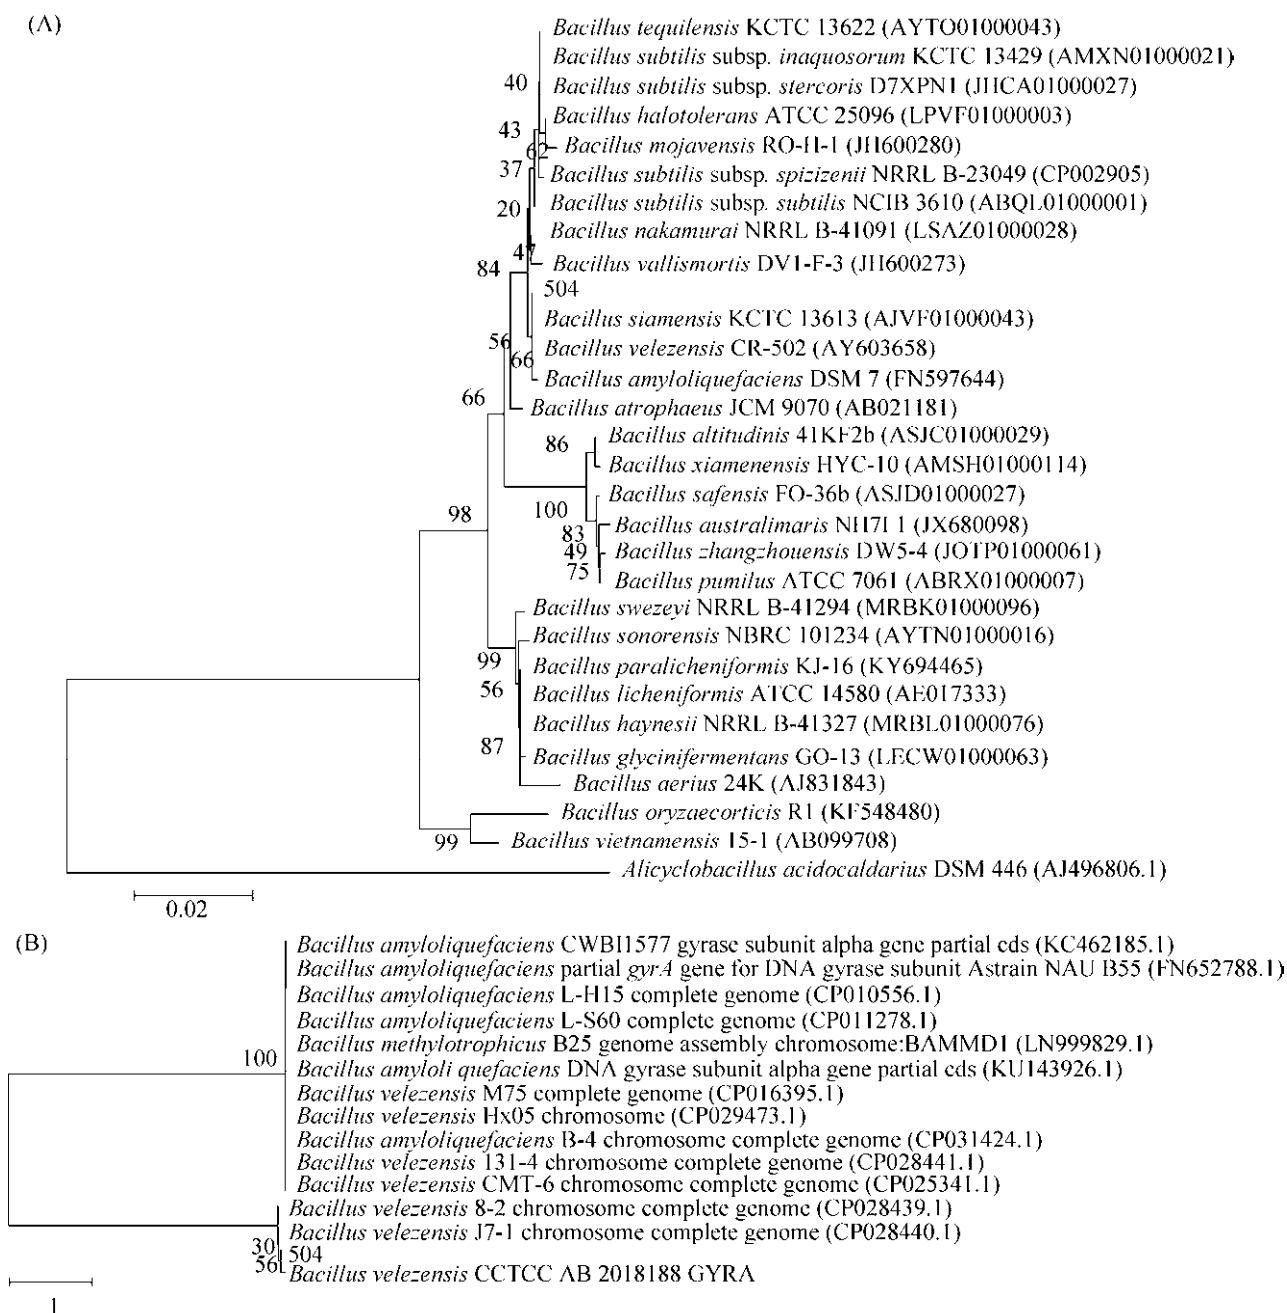 (A)
Bacillus tequilensis KCTC 13622 (AYTO01000043)
Bacillus subtilis subsp. inaquosorum KCTC 13429 (AMXN01000021)
Bacillus subtilis subsp. stercoris D7XPN1 (JHCA01000027)
40
Bacillus halotolerans ATCC 25096 (LPVF01000003)
43
Bacillus mojavensis RO-H-1 (JH600280)
62
Bacillus subtilis subsp. spizizenii NRRL B-23049 (CP002905)
37
Bacillus subtilis subsp. subtilis NCIB 3610 (ABQL01000001)
20
Bacillus nakamurai NRRL B-41091 (LSAZ01000028)
47
Bacillus vallismortis DV1-F-3 (JH600273)
84
504
Bacillus siamensis KCTC 13613 (AJVF01000043)
56
Bacillus velezensis CR-502 (AY603658)
66
Bacillus amyloliquefaciens DSM 7 (FN597644)
66
Bacillus atrophaeus JCM 9070 (AB021181)
Bacillus altitudinis 41KF2b (ASJC01000029)
86
Bacillus xiamenensis HYC-10 (AMSH01000114)
Bacillus safensis FO-36b (ASJD01000027)
100
98
Bacillus australimaris NH7I 1 (JX680098)
83
Bacillus zhangzhouensis DW5-4 (JOTP01000061)
49
75
Bacillus pumilus ATCC 7061 (ABRX01000007)
Bacillus swezeyi NRRL B-41294 (MRBK01000096)
Bacillus sonorensis NBRC 101234 (AYTN01000016)
99
Bacillus paralicheniformis KJ-16 (KY694465)
56
Bacillus licheniformis ATCC 14580 (AE017333)
Bacillus haynesii NRRL B-41327 (MRBL01000076)
87
Bacillus glycinifermentans GO-13 (LECW01000063)
Bacillus aerius 24K (AJ831843)
Bacillus oryzaecorticis R1 (KF548480)
99
Bacillus vietnamensis 15-1 (AB099708)
Alicyclobacillus acidocaldarius DSM 446 (AJ496806.1)
0.02
(B)
Bacillus amyloliquefaciens CWBI1577 gyrase subunit alpha gene partial cds (KC462185.1)
Bacillus amyloliquefaciens partial gyrA gene for DNA gyrase subunit Astrain NAU B55 (FN652788.1)
Bacillus amyloliquefaciens L-H15 complete genome (CP010556.1)
Bacillus amyloliquefaciens L-S60 complete genome (CP011278.1)
Bacillus methylotrophicus B25 genome assembly chromosome:BAMMD1 (LN999829.1)
100
Bacillus amyloli quefaciens DNA gyrase subunit alpha gene partial cds (KU143926.1)
Bacillus velezensis M75 complete genome (CP016395.1)
Bacillus velezensis Hx05 chromosome (CP029473.1)
Bacillus amyloliquefaciens B-4 chromosome complete genome (CP031424.1)
Bacillus velezensis 131-4 chromosome complete genome (CP028441.1)
Bacillus velezensis CMT-6 chromosome complete genome (CP025341.1)
Bacillus velezensis 8-2 chromosome complete genome (CP028439.1)
Bacillus velezensis J7-1 chromosome complete genome (CP028440.1)
30
504
56
Bacillus velezensis CCTCC AB 2018188 GYRA
1